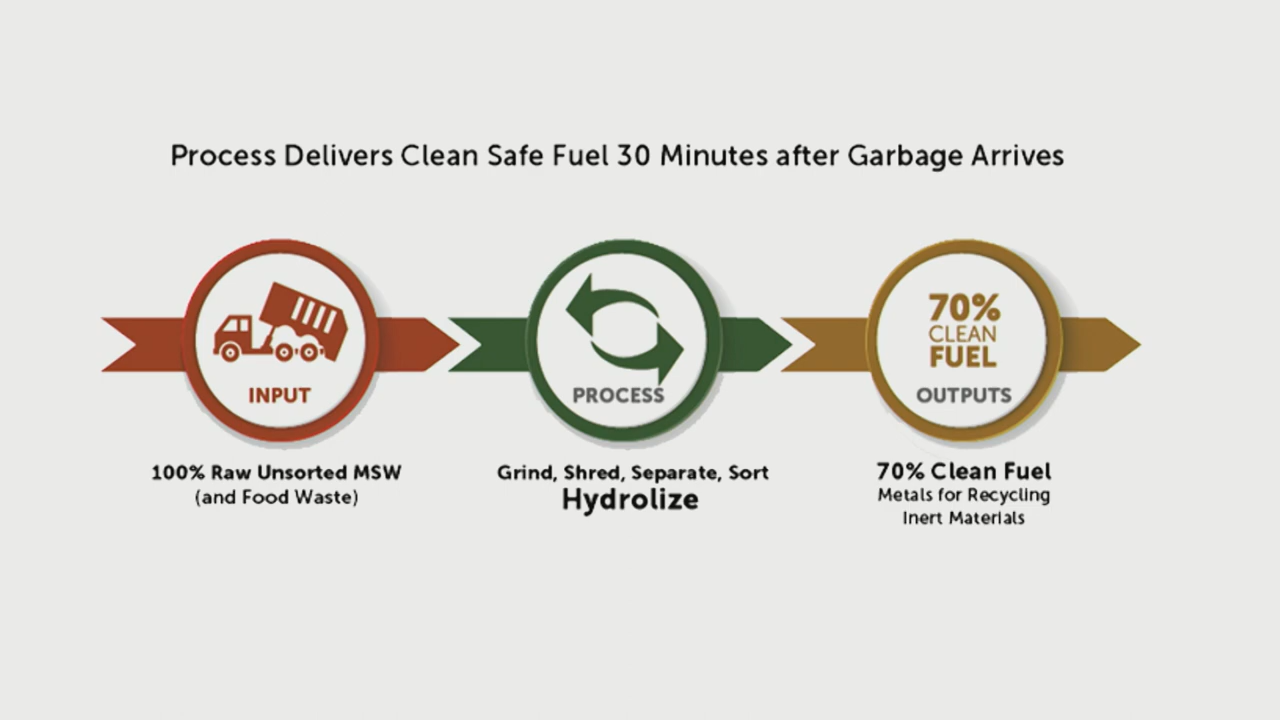 Process Delivers Clean Safe Fuel 30 Minutes after Garbage Arrives
INPUT
100% Raw Unsorted MSW
(and Food Waste)
PROCESS
Grind, Shred, Separate, Sort
Hydrolize
70%
CLEAN
FUEL
OUTPUTS
70% Clean Fuel
Metals for Recycling
Inert Materials